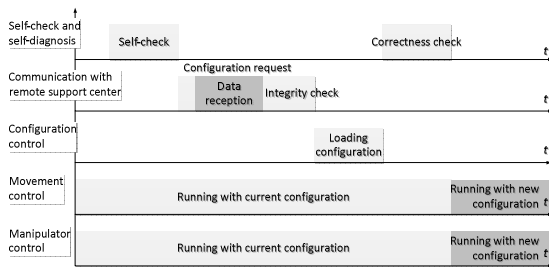 Self-check and
self-diagnosis
Self-check
Correctness check
t
Communication with
remote support center
Configuration request
Data
reception
Integrity check
t
Configuration
control
Loading
configuration
t
Movement
control
Running with current configuration
Running with new
configuration
t
Manipulator
control
Running with current configuration
Running with new
configuration
t